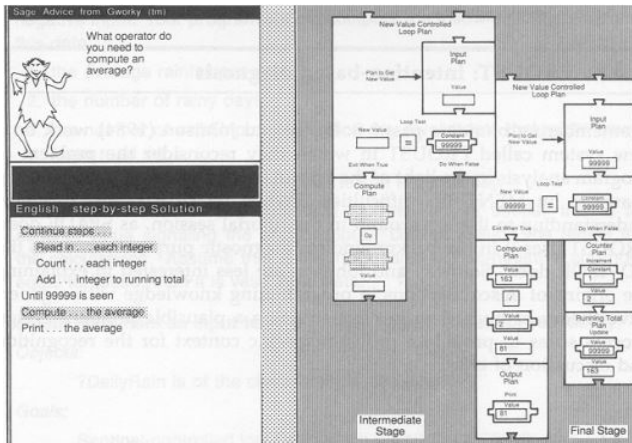 Sage Advice from Gworky (tm)
What operator do
you need to
compute an
average?
English step-by-step Solution
Continue steps ...
Read in . . . each integer
Count . . . each integer
Add . . . integer to running total
Until 99999 is seen
Compute . . . the average
Print . . . the average
New Value Controlled
Loop Plan
Input
Plan
Plan to Get
New Value
Value
Loop Test
New Value
=
Constant
99999
Exit When True
Do When False
Compute
Plan
Value
Intermediate
Stage
New Value Controlled
Loop Plan
Input
Plan
Plan to Get
New Value
Value
99999
Loop Test
New Value
99999
=
Constant
99999
Exit When True
Do When False
Compute
Plan
Value
163
Value
2
Value
81
Output
Plan
Print
Value
81
Counter
Plan
Increment
Constant
1
Value
Running Total
Plan
Update
Value
99999
Value
163
Final Stage